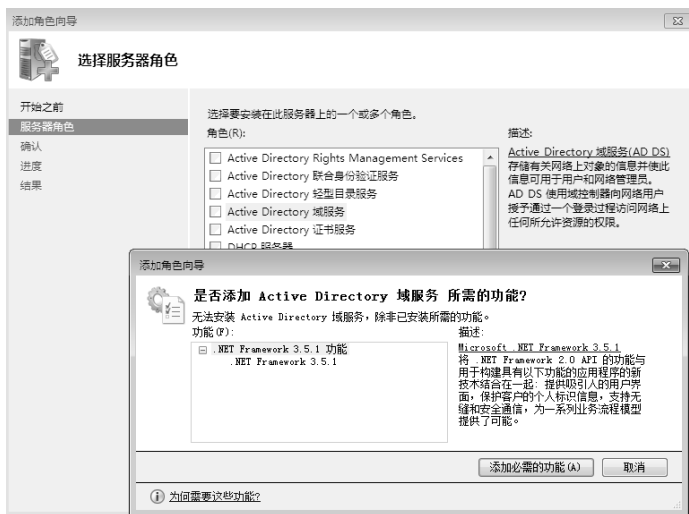 添加角色向导
选择服务器角色
开始之前
服务器角色
确认
进度
结果
选择要安装在此服务器上的一个或多个角色。
角色(R):
Active Directory Rights Management Services
Active Directory 联合身份验证服务
Active Directory 轻型目录服务
Active Directory 域服务
Active Directory 证书服务
DHCP 服务器
描述:
Active Directory 域服务(AD DS)
存储有关网络上对象的信息并使此
信息可用于用户和网络管理员。
AD DS 使用域控制器向网络用户
授予通过一个登录过程访问网络上
任何所允许资源的权限。
添加角色向导
是否添加 Active Directory 域服务 所需的功能?
无法安装 Active Directory 域服务，除非已安装所需的功能。
功能(F):
.NET Framework 3.5.1 功能
.NET Framework 3.5.1
描述:
Microsoft .NET Framework 3.5.1
将 .NET Framework 2.0 API 的功能与
用于构建具有以下功能的应用程序的新
技术结合在一起: 提供吸引人的用户界
面，保护客户的个人标识信息，支持无
缝和安全通信，为一系列业务流程模型
提供了可能。
添加必需的功能(A)
取消
为何需要这些功能?